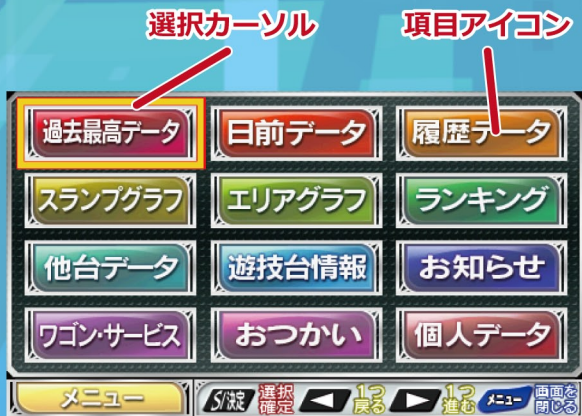 選択カーソル 項目アイコン
過去最高データ 日前データ 履歴データ
スランプグラフ エリアグラフ ランキング
他台データ 遊技台情報 お知らせ
ワゴン･サービス おつかい 個人データ
メニュー S/決定 選択確定 1つ戻る 1つ進む メニュー 画面を閉じる